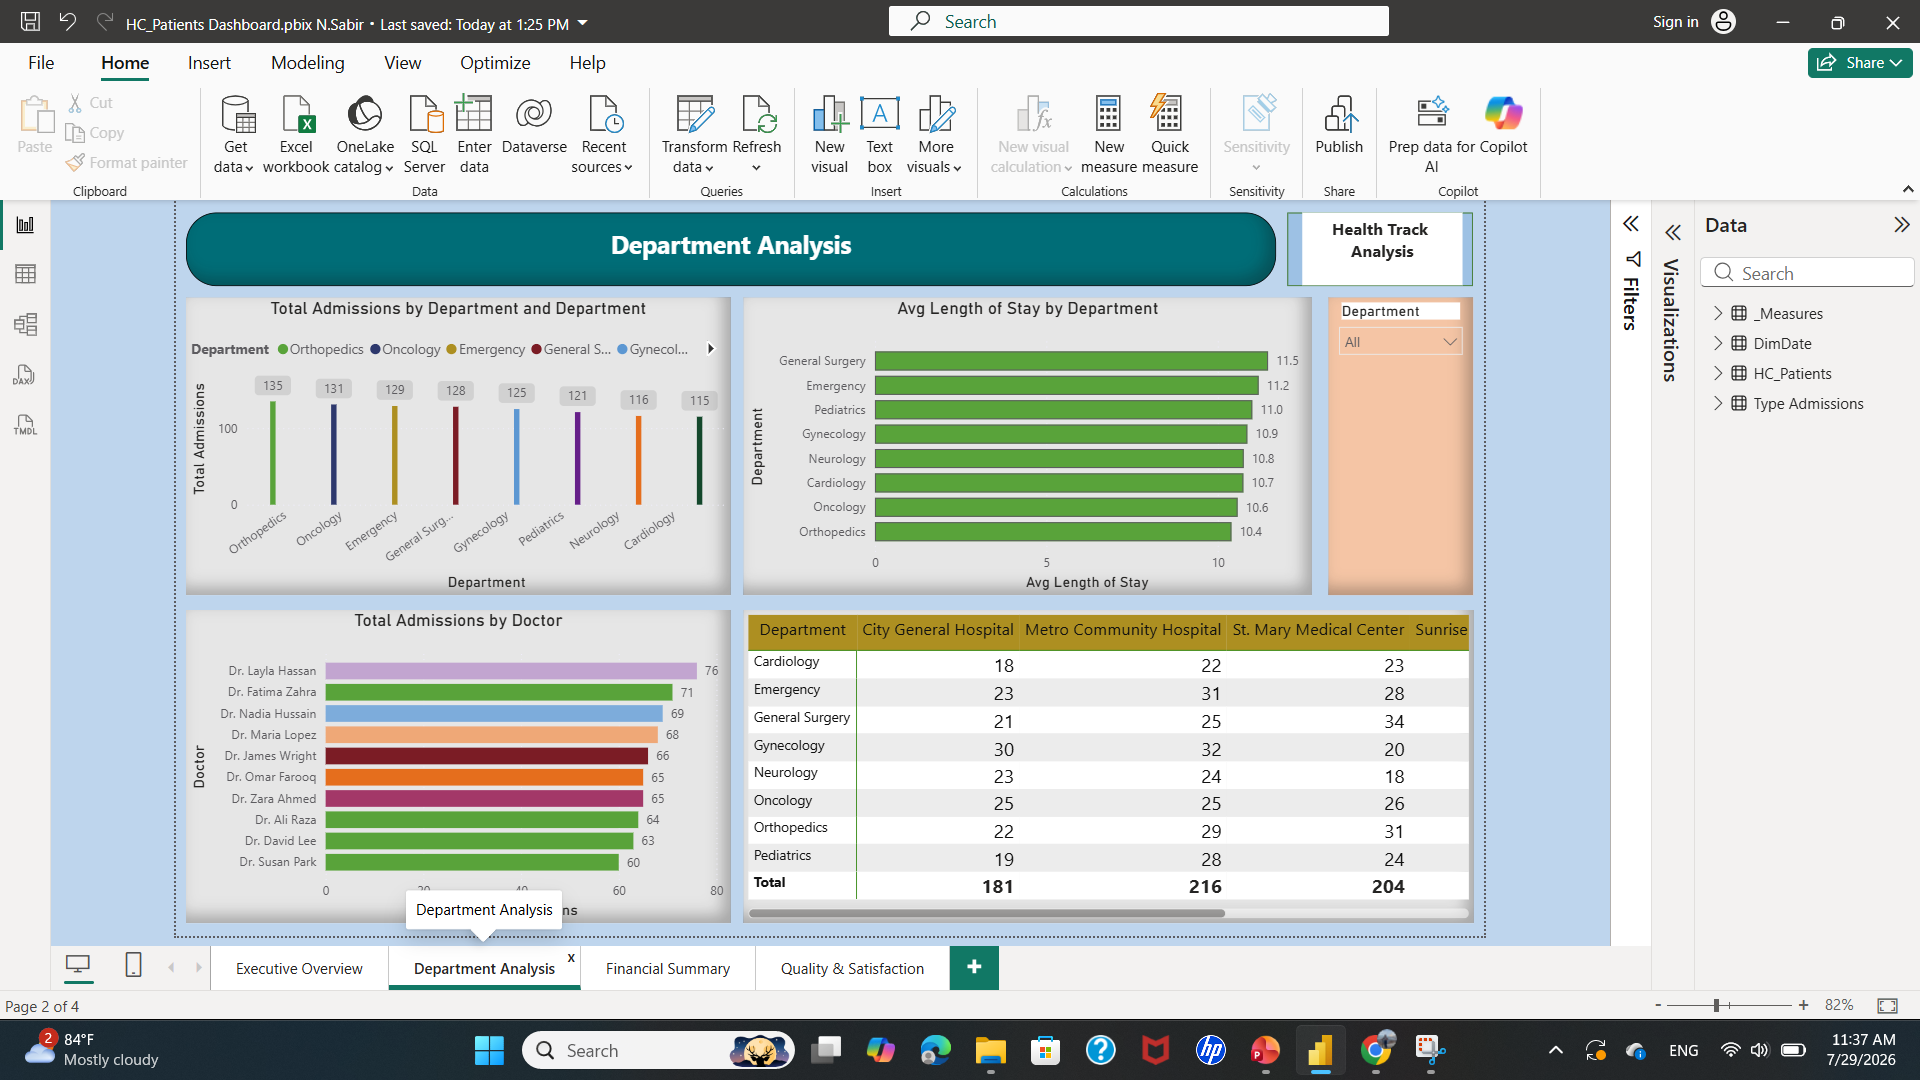 HC_Patients Dashboard.pbix N.Sabir • Last saved: Today at 1:25 PM
Search
Sign in
File Home Insert Modeling View Optimize Help
Share
Paste
Cut
Copy
Format painter
Clipboard
Get data
Excel workbook
OneLake catalog
SQL Server
Enter data
Dataverse
Recent sources
Data
Transform data
Refresh
Queries
New visual
Text box
More visuals
Insert
New visual calculation
New measure
Quick measure
Calculations
Sensitivity
Sensitivity
Publish
Share
Prep data for AI
Copilot
Copilot
Department Analysis
Health Track
Analysis
Total Admissions by Department and Department
Department Orthopedics Oncology Emergency General S... Gynecol...
Total Admissions
135 131 129 128 125 121 116 115
100
0
Orthopedics Oncology Emergency General Surg... Gynecology Pediatrics Neurology Cardiology
Department
Avg Length of Stay by Department
Department
General Surgery 11.5
Emergency 11.2
Pediatrics 11.0
Gynecology 10.9
Neurology 10.8
Cardiology 10.7
Oncology 10.6
Orthopedics 10.4
0 5 10
Avg Length of Stay
Department
All
Total Admissions by Doctor
Doctor
Dr. Layla Hassan 76
Dr. Fatima Zahra 71
Dr. Nadia Hussain 69
Dr. Maria Lopez 68
Dr. James Wright 66
Dr. Omar Farooq 65
Dr. Zara Ahmed 65
Dr. Ali Raza 64
Dr. David Lee 63
Dr. Susan Park 60
0 20 40 60 80
ns
Department Analysis
Department City General Hospital Metro Community Hospital St. Mary Medical Center Sunrise
Cardiology 18 22 23
Emergency 23 31 28
General Surgery 21 25 34
Gynecology 30 32 20
Neurology 23 24 18
Oncology 25 25 26
Orthopedics 22 29 31
Pediatrics 19 28 24
Total 181 216 204
Filters
Visualizations
Data
Search
_Measures
DimDate
HC_Patients
Type Admissions
DAX
TMDL
Executive Overview
Department Analysis x
Financial Summary
Quality & Satisfaction
+
Page 2 of 4
- + 82%
2
84°F
Mostly cloudy
Search
ENG
11:37 AM
7/29/2026